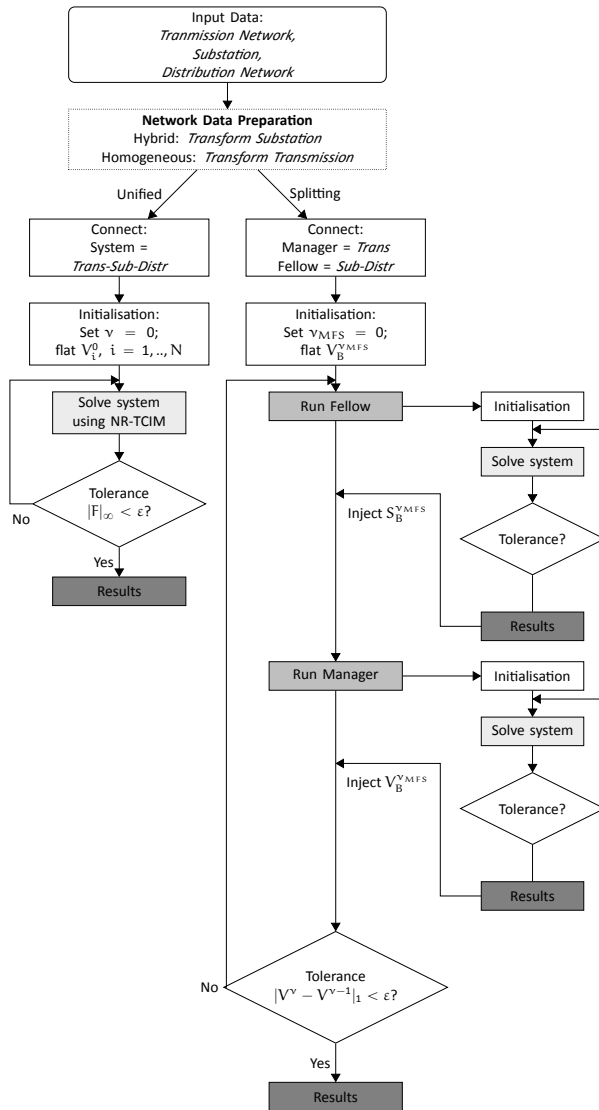 Input Data:
Tranmission Network,
Substation,
Distribution Network
Network Data Preparation
Hybrid: Transform Substation
Homogeneous: Transform Transmission
Unified
Splitting
Connect:
System =
Trans-Sub-Distr
Connect:
Manager = Trans
Fellow = Sub-Distr
Initialisation:
Set ν = 0;
flat V_i^0, i = 1,..,N
Initialisation:
Set ν_MFS = 0;
flat V_B^{ν_MFS}
Solve system
using NR-TCIM
Tolerance
|F|_∞ < ε?
No
Yes
Results
Run Fellow
Initialisation
Solve system
Tolerance?
Inject S_B^{ν_MFS}
Results
Run Manager
Initialisation
Solve system
Tolerance?
Inject V_B^{ν_MFS}
Results
Tolerance
|V^ν − V^{ν−1}|_1 < ε?
No
Yes
Results